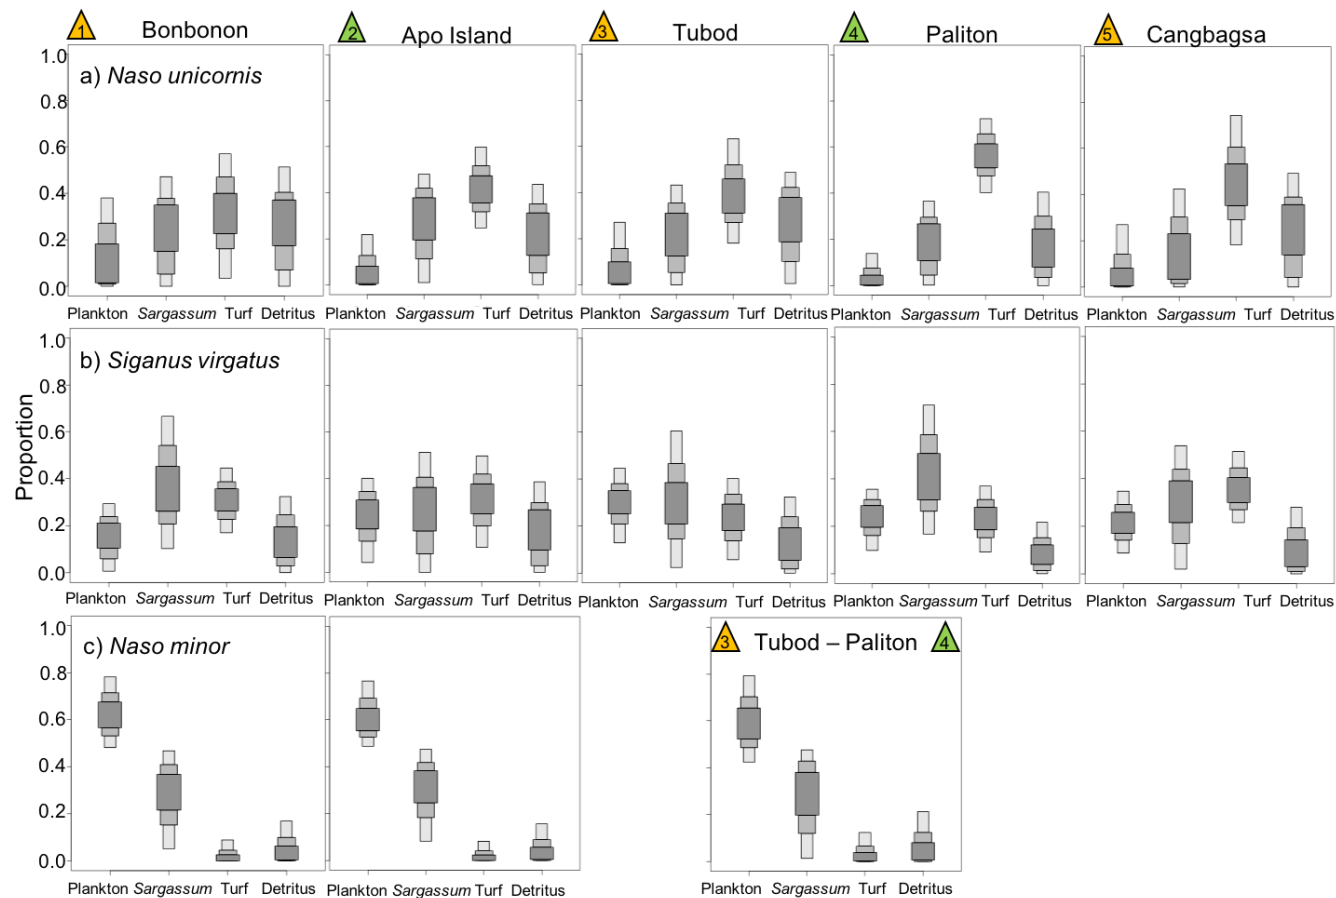 1 Bonbonon 2 Apo Island 3 Tubod 4 Paliton 5 Cangbagsa
a) Naso unicornis
1.0
0.8
0.6
0.4
0.2
0.0
Plankton Sargassum Turf Detritus Plankton Sargassum Turf Detritus Plankton Sargassum Turf Detritus Plankton Sargassum Turf Detritus Plankton Sargassum Turf Detritus
b) Siganus virgatus
Proportion
1.0
0.8
0.6
0.4
0.2
0.0
Plankton Sargassum Turf Detritus Plankton Sargassum Turf Detritus Plankton Sargassum Turf Detritus Plankton Sargassum Turf Detritus Plankton Sargassum Turf Detritus
c) Naso minor
3 Tubod – Paliton 4
1.0
0.8
0.6
0.4
0.2
0.0
Plankton Sargassum Turf Detritus Plankton Sargassum Turf Detritus Plankton Sargassum Turf Detritus